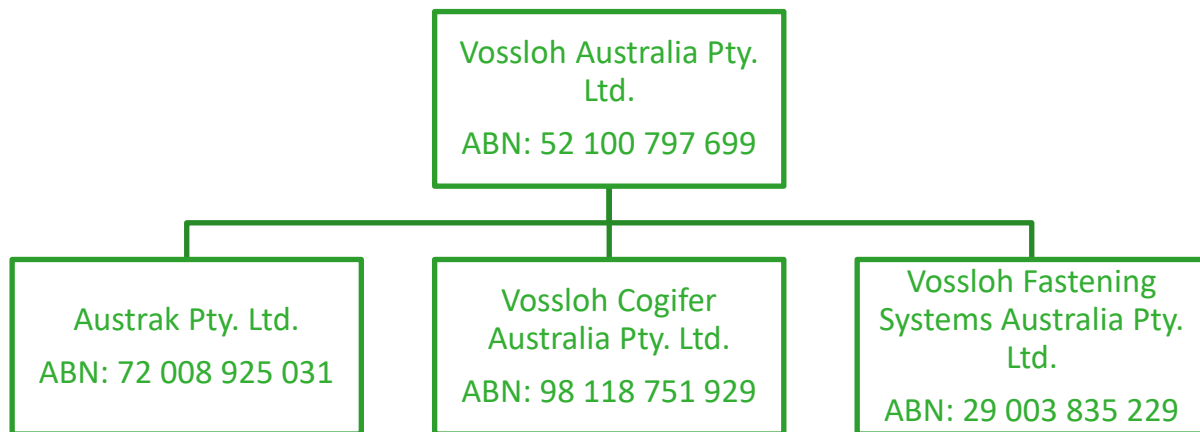 Vossloh Australia Pty.
Ltd.
ABN: 52 100 797 699
Austrak Pty. Ltd.
ABN: 72 008 925 031
Vossloh Cogifer
Australia Pty. Ltd.
ABN: 98 118 751 929
Vossloh Fastening
Systems Australia Pty.
Ltd.
ABN: 29 003 835 229